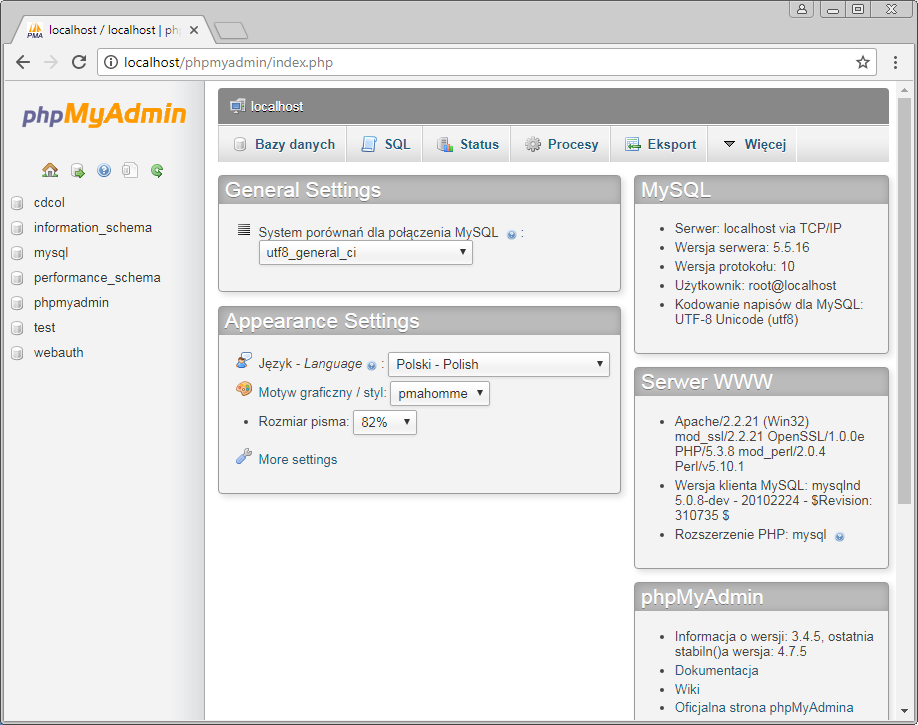 localhost / localhost | ph
localhost/phpmyadmin/index.php
phpMyAdmin
cdcol
information_schema
mysql
performance_schema
phpmyadmin
test
webauth
localhost
Bazy danych SQL Status Procesy Eksport Więcej
General Settings
System porównań dla połączenia MySQL :
utf8_general_ci
Appearance Settings
Język - Language : Polski - Polish
Motyw graficzny / styl: pmahomme
Rozmiar pisma: 82%
More settings
MySQL
Serwer: localhost via TCP/IP
Wersja serwera: 5.5.16
Wersja protokołu: 10
Użytkownik: root@localhost
Kodowanie napisów dla MySQL:
UTF-8 Unicode (utf8)
Serwer WWW
Apache/2.2.21 (Win32)
mod_ssl/2.2.21 OpenSSL/1.0.0e
PHP/5.3.8 mod_perl/2.0.4
Perl/v5.10.1
Wersja klienta MySQL: mysqlnd
5.0.8-dev - 20102224 - $Revision:
310735 $
Rozszerzenie PHP: mysql
phpMyAdmin
Informacja o wersji: 3.4.5, ostatnia
stabiln()a wersja: 4.7.5
Dokumentacja
Wiki
Oficjalna strona phpMyAdmina